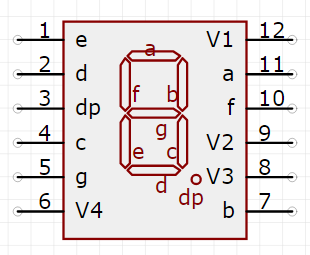 1 e V1 12
2 d a a 11
3 dp f b f 10
4 c g V2 9
5 g e c V3 8
6 V4 d dp b 7